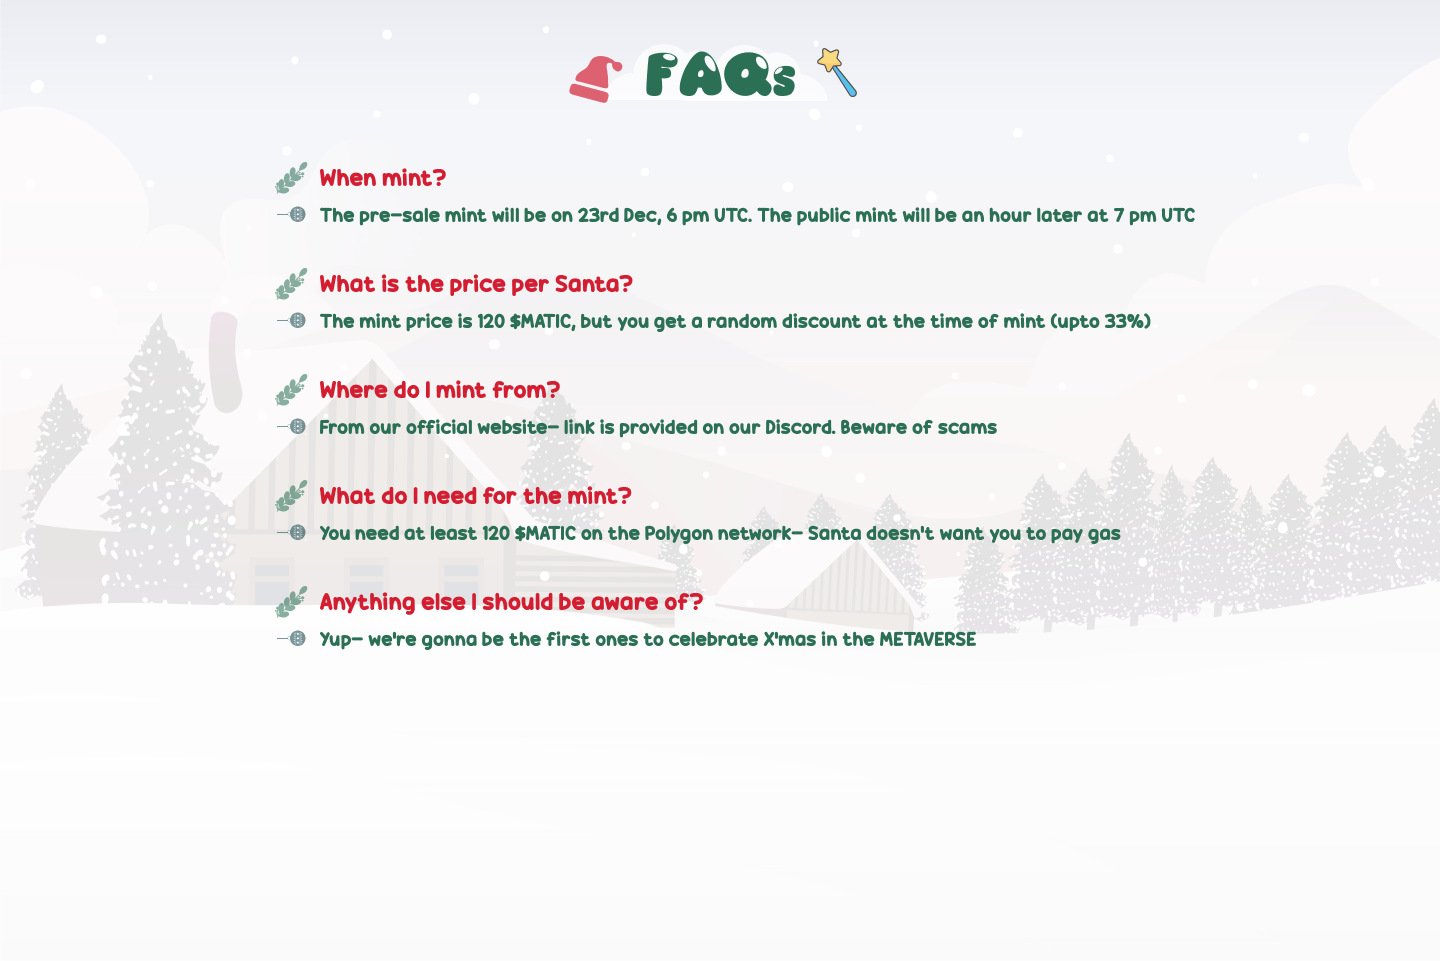 FAQs
When mint?
The pre-sale mint will be on 23rd Dec, 6 pm UTC. The public mint will be an hour later at 7 pm UTC
What is the price per Santa?
The mint price is 120 $MATIC, but you get a random discount at the time of mint (upto 33%)
Where do I mint from?
From our official website- link is provided on our Discord. Beware of scams
What do I need for the mint?
You need at least 120 $MATIC on the Polygon network- Santa doesn't want you to pay gas
Anything else I should be aware of?
Yup- we're gonna be the first ones to celebrate X'mas in the METAVERSE